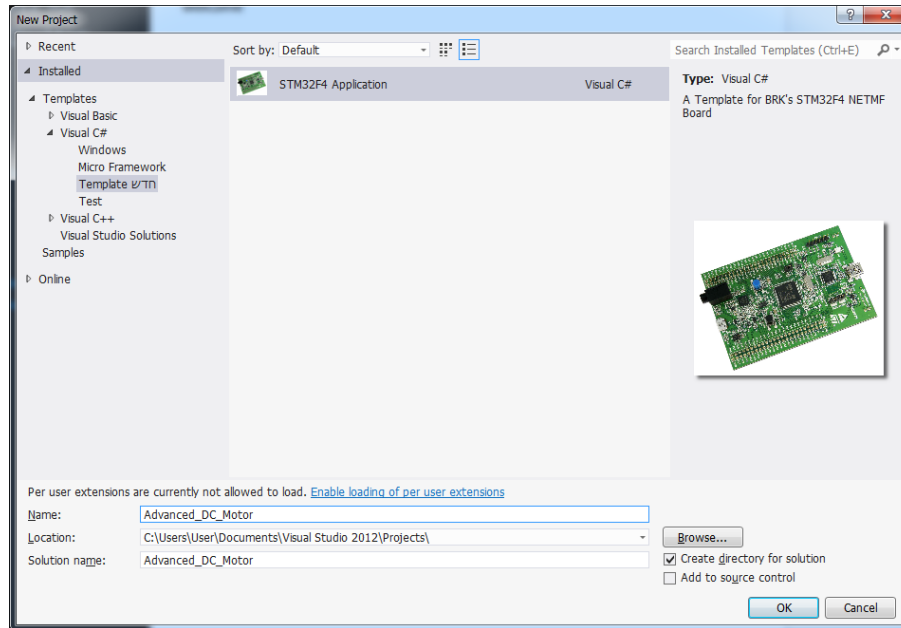 New Project
Recent
Installed
Templates
Visual Basic
Visual C#
Windows
Micro Framework
Template חדש
Test
Visual C++
Visual Studio Solutions
Samples
Online
Sort by: Default
STM32F4 Application Visual C#
Search Installed Templates (Ctrl+E)
Type: Visual C#
A Template for BRK's STM32F4 NETMF
Board
Per user extensions are currently not allowed to load. Enable loading of per user extensions
Name: Advanced_DC_Motor
Location: C:\Users\User\Documents\Visual Studio 2012\Projects\
Browse...
Solution name: Advanced_DC_Motor
Create directory for solution
Add to source control
OK Cancel